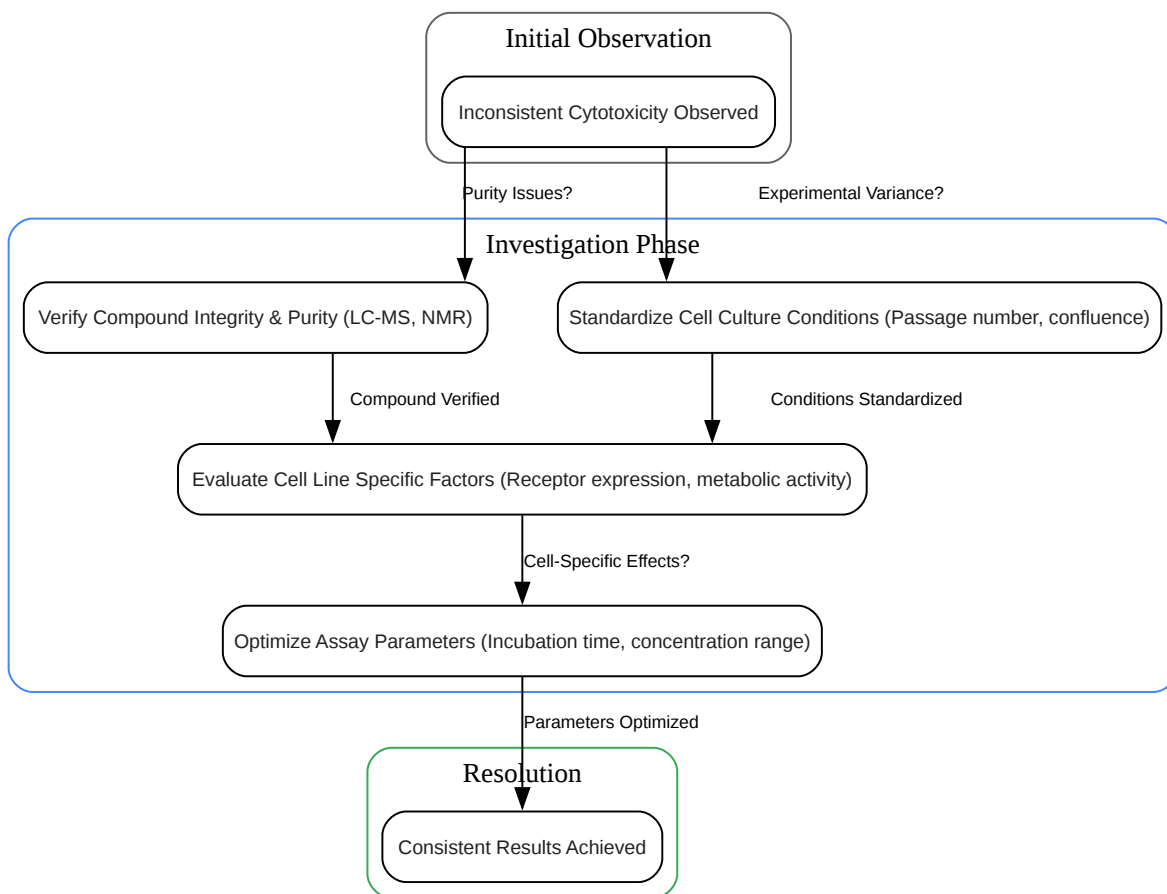 Initial Observation
Inconsistent Cytotoxicity Observed
Purity Issues?
Experimental Variance?
Investigation Phase
Verify Compound Integrity & Purity (LC-MS, NMR)
Standardize Cell Culture Conditions (Passage number, confluence)
Compound Verified
Conditions Standardized
Evaluate Cell Line Specific Factors (Receptor expression, metabolic activity)
Cell-Specific Effects?
Optimize Assay Parameters (Incubation time, concentration range)
Parameters Optimized
Resolution
Consistent Results Achieved